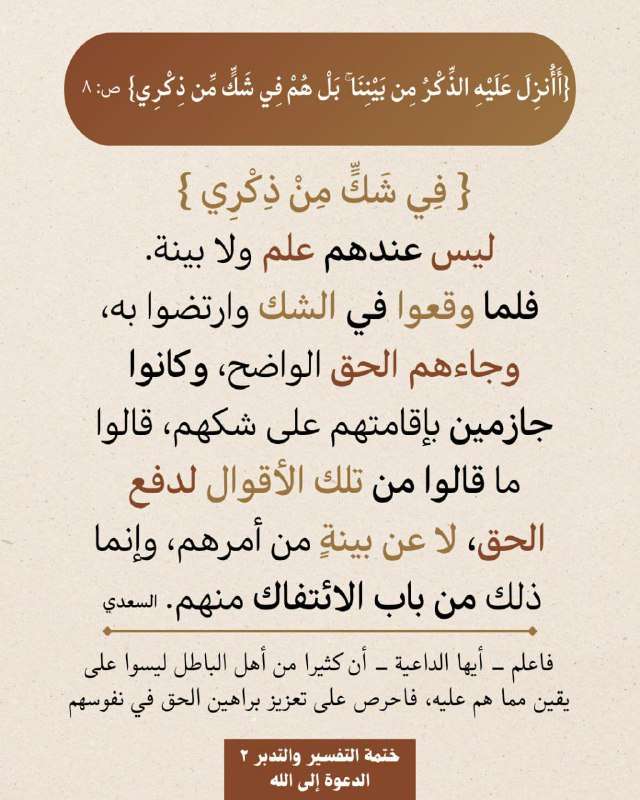 {أَأُنزِلَ عَلَيْهِ الذِّكْرُ مِن بَيْنِنَا ۚ بَلْ هُمْ فِي شَكٍّ مِّن ذِكْرِي} ص: ٨
{ فِي شَكٍّ مِنْ ذِكْرِي }
ليس عندهم علم ولا بينة.
فلما وقعوا في الشك وارتضوا به،
وجاءهم الحق الواضح، وكانوا
جازمين بإقامتهم على شكهم، قالوا
ما قالوا من تلك الأقوال لدفع
الحق، لا عن بينةٍ من أمرهم، وإنما
ذلك من باب الائتفاك منهم. السعدي
فاعلم – أيها الداعية – أن كثيرا من أهل الباطل ليسوا على
يقين مما هم عليه، فاحرص على تعزيز براهين الحق في نفوسهم
ختمة التفسير والتدبر ٢
الدعوة إلى الله